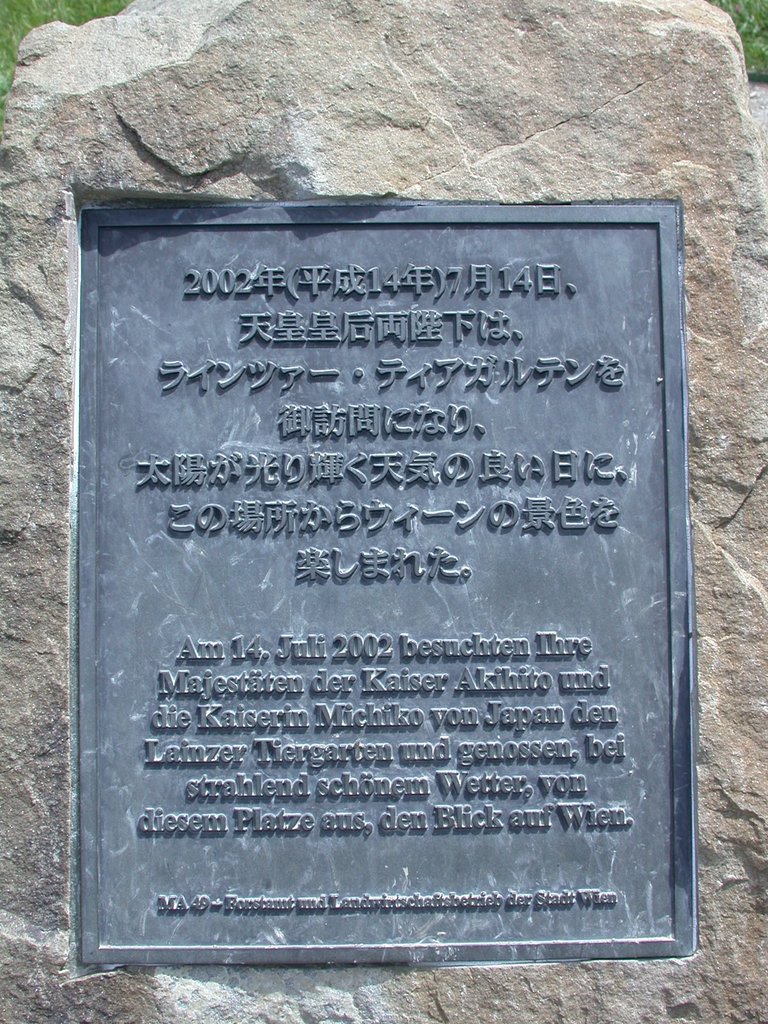 2002年(平成14年)7月14日、
天皇皇后両陛下は、
ラインツァー・ティアガルテンを
御訪問になり、
太陽が光り輝く天気の良い日に、
この場所からウィーンの景色を
楽しまれた。
Am 14. Juli 2002 besuchten Ihre
Majestäten der Kaiser Akihito und
die Kaiserin Michiko von Japan den
Lainzer Tiergarten und genossen, bei
strahlend schönem Wetter, von
diesem Platze aus, den Blick auf Wien.
MA 49 – Forstamt und Landwirtschaftsbetrieb der Stadt Wien